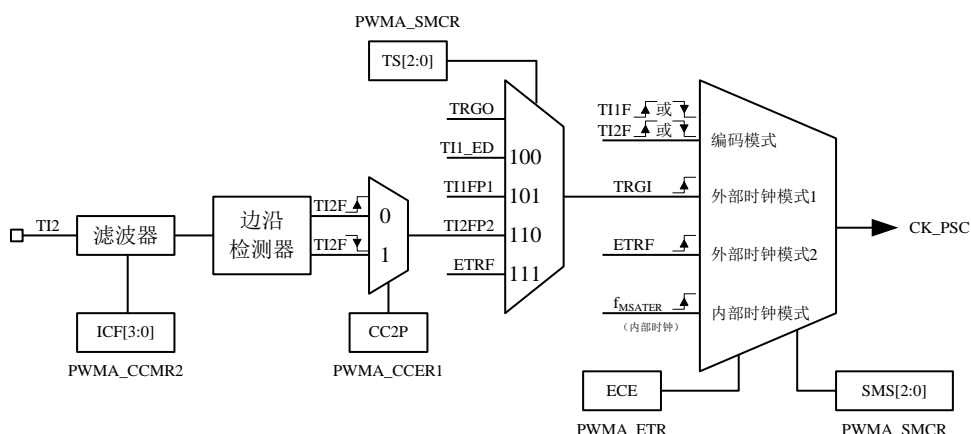 PWMA_SMCR
TS[2:0]
TRGO
TI1_ED
100
TI1FP1
101
TI2FP2
110
ETRF
111
TI2
滤波器
边沿
检测器
TI2F
0
TI2F
1
ICF[3:0]
PWMA_CCMR2
CC2P
PWMA_CCER1
TI1F 或
TI2F 或
编码模式
TRGI
外部时钟模式1
ETRF
外部时钟模式2
fMSATER
(内部时钟)
内部时钟模式
CK_PSC
ECE
PWMA_ETR
SMS[2:0]
PWMA_SMCR